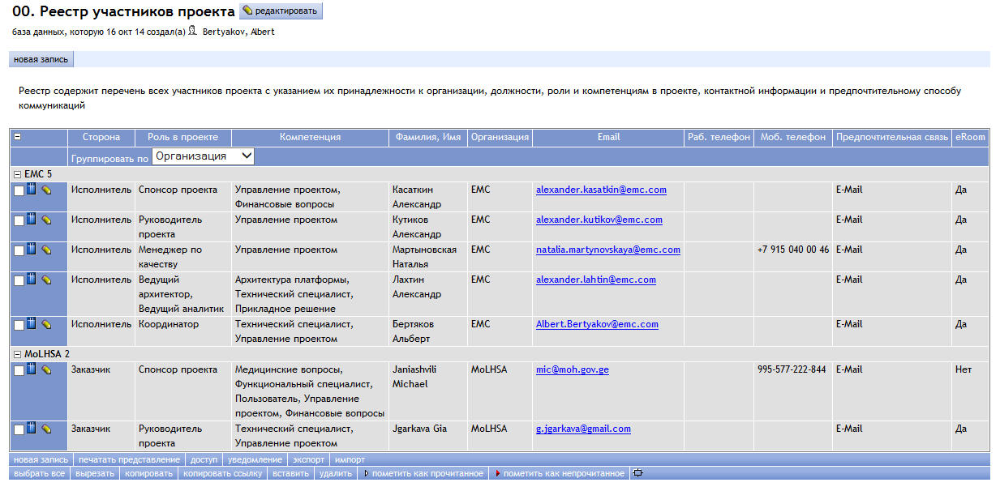 00. Реестр участников проекта редактировать
база данных, которую 16 окт 14 создал(а) Bertyakov, Albert
новая запись
Реестр содержит перечень всех участников проекта с указанием их принадлежности к организации, должности, роли и компетенциям в проекте, контактной информации и предпочтительному способу
коммуникаций
Сторона Роль в проекте Компетенция Фамилия, Имя Организация Email Раб. телефон Моб. телефон Предпочтительная связь eRoom
Группировать по Организация
EMC 5
Исполнитель Спонсор проекта Управление проектом, Касаткин EMC alexander.kasatkin@emc.com E-Mail Да
Финансовые вопросы Александр
Исполнитель Руководитель Управление проектом Кутиков EMC alexander.kutikov@emc.com E-Mail Да
проекта Александр
Исполнитель Менеджер по Управление проектом Мартыновская EMC natalia.martynovskaya@emc.com +7 915 040 00 46 E-Mail Да
качеству Наталья
Исполнитель Ведущий Архитектура платформы, Лахтин EMC alexander.lahtin@emc.com E-Mail Да
архитектор, Технический специалист, Александр
Ведущий аналитик Прикладное решение
Исполнитель Координатор Технический специалист, Бертяков EMC Albert.Bertyakov@emc.com E-Mail Да
Управление проектом Альберт
MoLHSA 2
Заказчик Спонсор проекта Медицинские вопросы, Janiashvili MoLHSA mic@moh.gov.ge 995-577-222-844 E-Mail Нет
Функциональный специалист, Michael
Пользователь, Управление
проектом, Финансовые вопросы
Заказчик Руководитель Технический специалист, Jgarkava Gia MoLHSA g.jgarkava@gmail.com E-Mail Да
проекта Управление проектом
новая запись печатать представление доступ уведомление экспорт импорт
выбрать все вырезать копировать копировать ссылку вставить удалить пометить как прочитанное пометить как непрочитанное